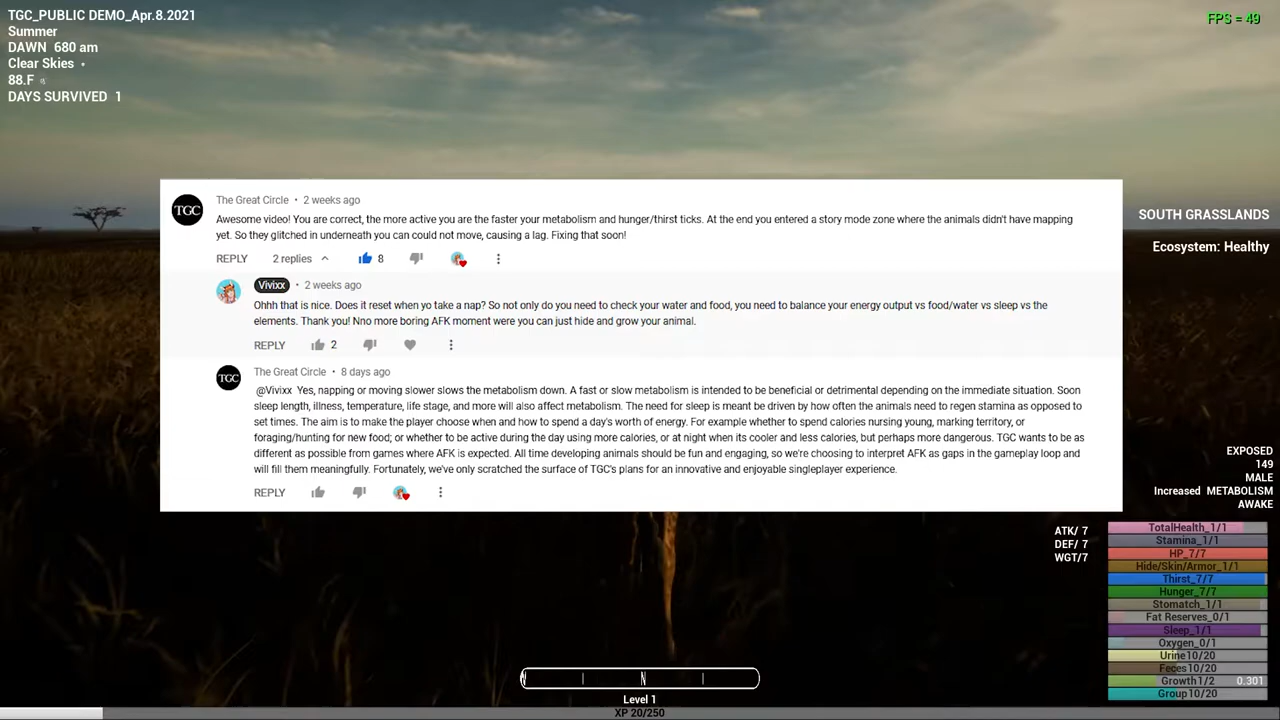 TGC_PUBLIC DEMO_Apr.8.2021
FPS = 49
Summer
DAWN 680 am
Clear Skies
88.F
DAYS SURVIVED 1
The Great Circle • 2 weeks ago
TGC
Awesome video! You are correct, the more active you are the faster your metabolism and hunger/thirst ticks. At the end you entered a story mode zone where the animals didn't have mapping
yet. So they glitched in underneath you can could not move, causing a lag. Fixing that soon!
REPLY 2 replies 8
Vivixx • 2 weeks ago
Ohhh that is nice. Does it reset when yo take a nap? So not only do you need to check your water and food, you need to balance your energy output vs food/water vs sleep vs the
elements. Thank you! Nno more boring AFK moment were you can just hide and grow your animal.
REPLY 2
The Great Circle • 8 days ago
TGC
@Vivixx Yes, napping or moving slower slows the metabolism down. A fast or slow metabolism is intended to be beneficial or detrimental depending on the immediate situation. Soon
sleep length, illness, temperature, life stage, and more will also affect metabolism. The need for sleep is meant be driven by how often the animals need to regen stamina as opposed to
set times. The aim is to make the player choose when and how to spend a day's worth of energy. For example whether to spend calories nursing young, marking territory, or
foraging/hunting for new food; or whether to be active during the day using more calories, or at night when its cooler and less calories, but perhaps more dangerous. TGC wants to be as
different as possible from games where AFK is expected. All time developing animals should be fun and engaging, so we're choosing to interpret AFK as gaps in the gameplay loop and
will fill them meaningfully. Fortunately, we've only scratched the surface of TGC's plans for an innovative and enjoyable singleplayer experience.
REPLY
SOUTH GRASSLANDS
Ecosystem: Healthy
EXPOSED
149
MALE
Increased METABOLISM
AWAKE
ATK/ 7
DEF/ 7
WGT/7
TotalHealth_1/1
Stamina_1/1
HP_7/7
Hide/Skin/Armor_1/1
Thirst_7/7
Hunger_7/7
Stomatch_1/1
Fat Reserves_0/1
Sleep_1/1
Oxygen_0/1
Urine10/20
Feces10/20
Growth1/2 0.301
Group10/20
N
Level 1
XP 20/250